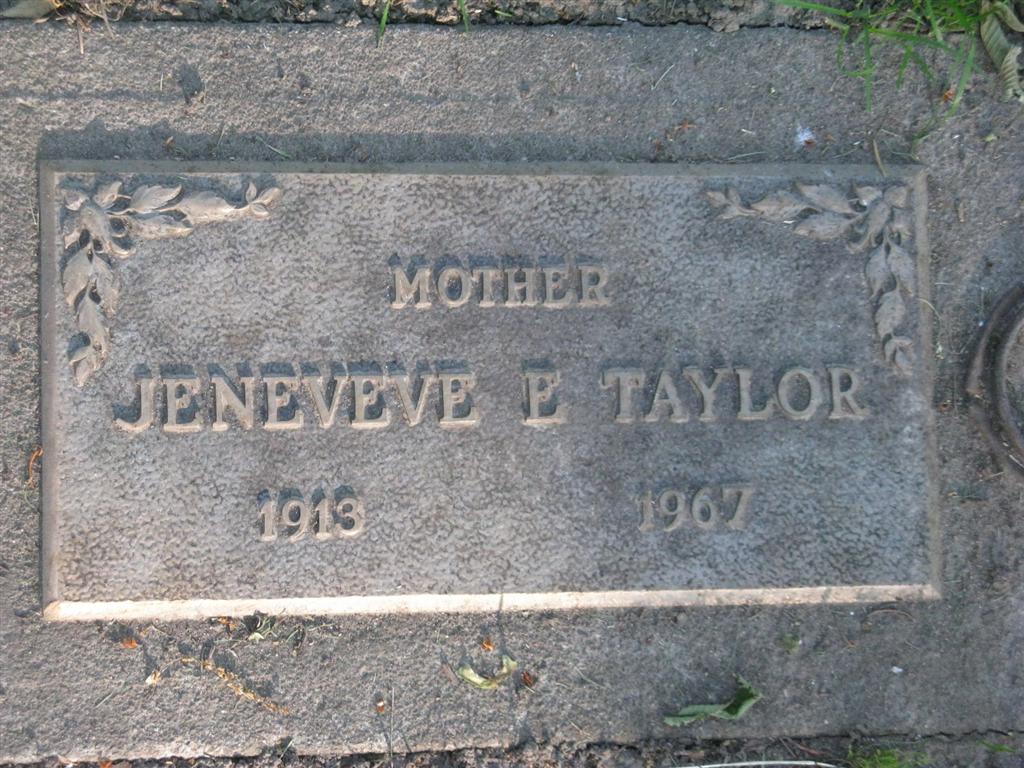 MOTHER
JENEVEVE E TAYLOR
1913 1967